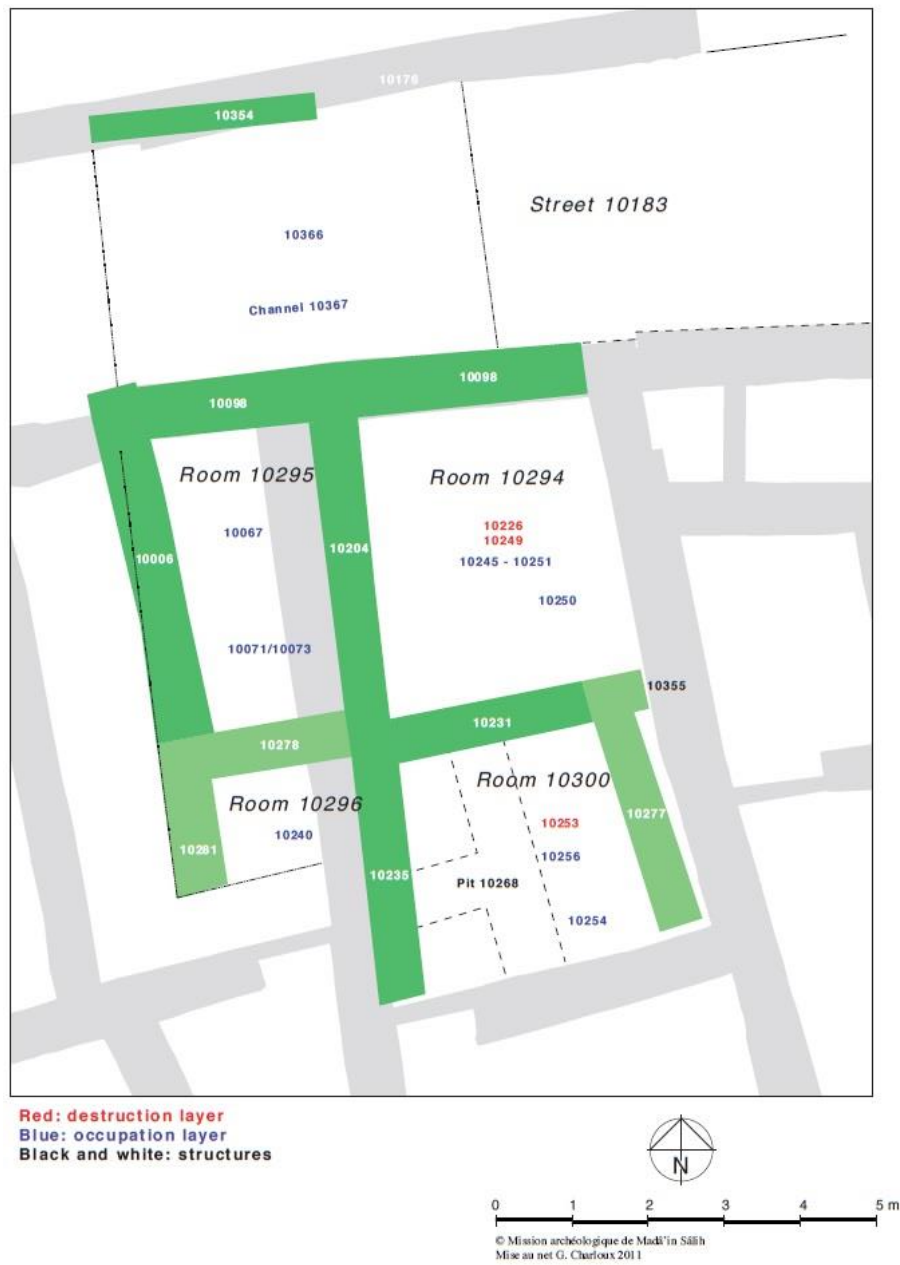 10176
10354
Street 10183
10366
Channel 10367
10098
10098
Room 10295
Room 10294
10226
10249
10067
10204
10006
10245 - 10251
10250
10071/10073
10355
10231
10278
Room 10300
Room 10296
10253
10277
10240
10281
10256
10235
Pit 10268
10254
Red: destruction layer
Blue: occupation layer
Black and white: structures
N
0 1 2 3 4 5 m
© Mission archéologique de Madâ'in Sâlih
Mise au net G. Charloux 2011